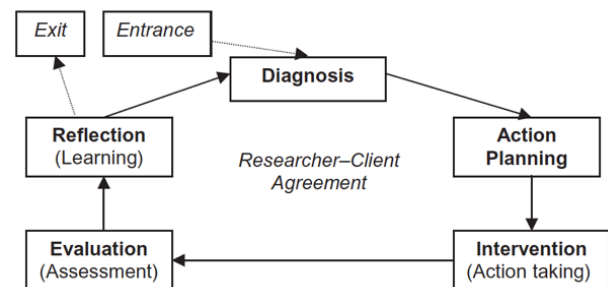 Exit
Entrance
Diagnosis
Reflection
(Learning)
Action
Planning
Researcher–Client
Agreement
Evaluation
(Assessment)
Intervention
(Action taking)